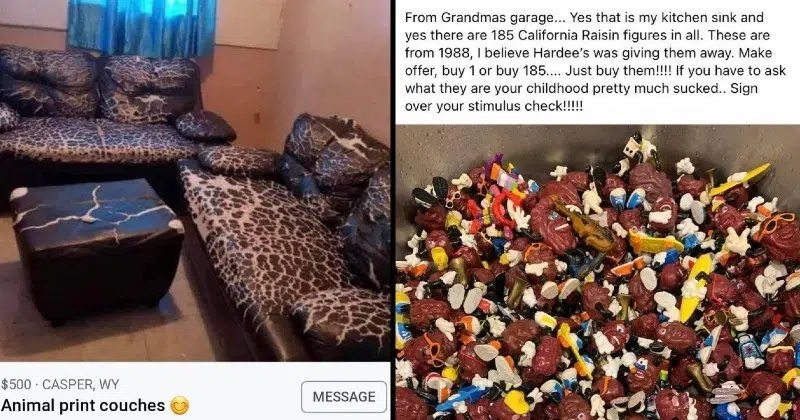 $500 · CASPER, WY
Animal print couches 😊
MESSAGE
From Grandmas garage... Yes that is my kitchen sink and
yes there are 185 California Raisin figures in all. These are
from 1988, I believe Hardee's was giving them away. Make
offer, buy 1 or buy 185.... Just buy them!!!! If you have to ask
what they are your childhood pretty much sucked.. Sign
over your stimulus check!!!!!